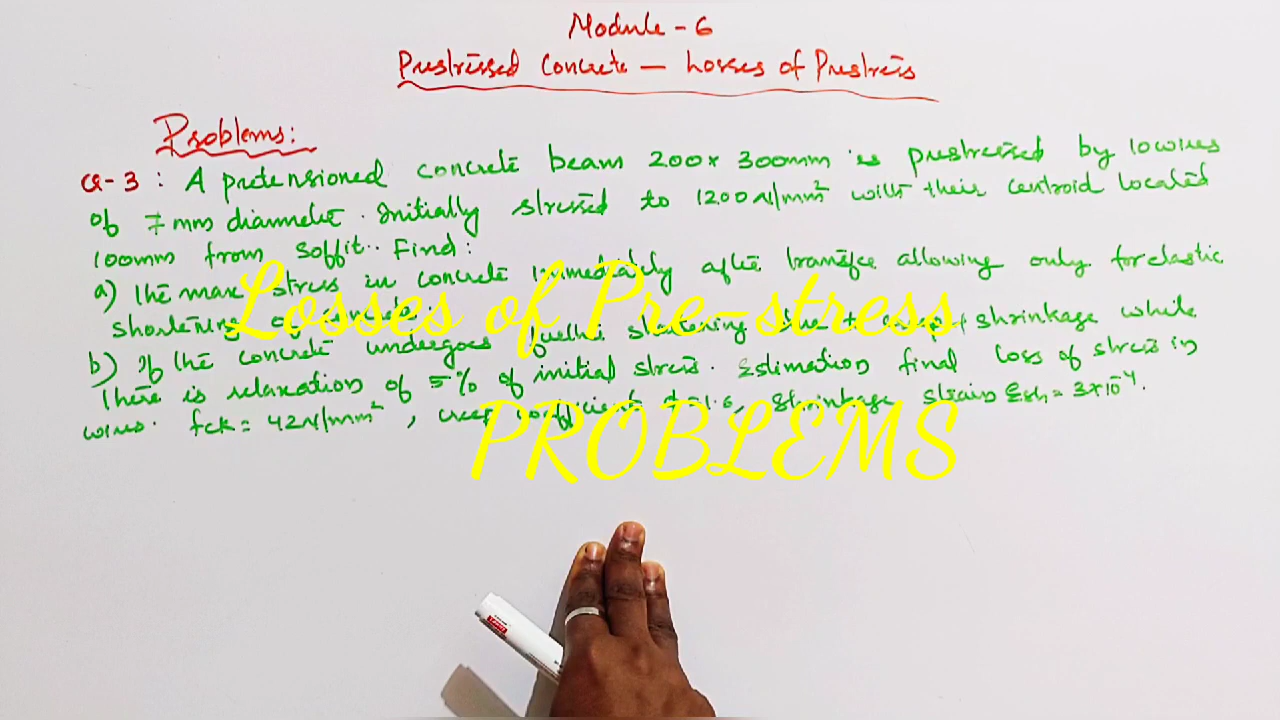 Module - 6
Prestressed Concrete — Losses of Prestress
Problems:
Q-3 : A pretensioned concrete beam 200 x 300mm is prestressed by 10 wires
of 7 mm diameter. Initially stressed to 1200 N/mm² with their centroid located
100mm from soffit. Find:
a) The max stress in concrete immediately after transfer allowing only for elastic
shortening of concrete.
b) If the concrete undergoes further shortening due to creep & shrinkage while
There is relaxation of 5% of initial stress. Estimation final loss of stress in
wires. fck = 42 N/mm², creep coefficient = 1.6, Shrinkage strain Esh = 3x10⁻⁴.
Losses of Pre-stress
PROBLEMS